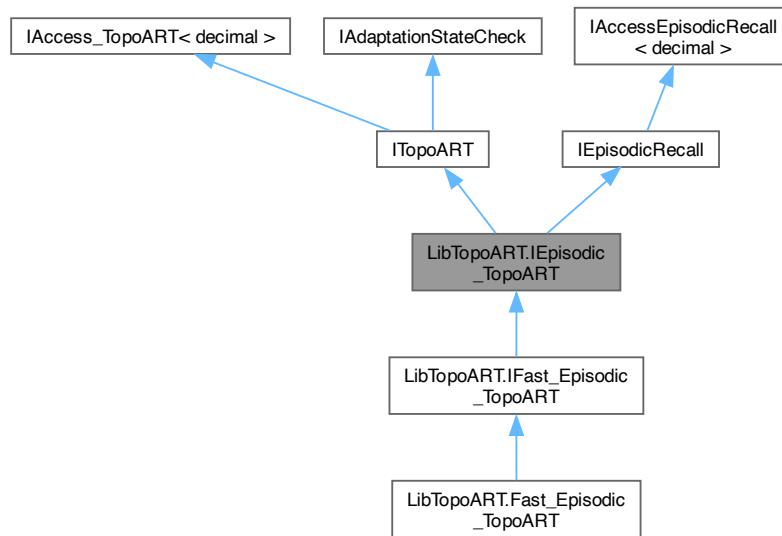 IAccess_TopoART< decimal >
IAdaptationStateCheck
IAccessEpisodicRecall
< decimal >
ITopoART
IEpisodicRecall
LibTopoART.IEpisodic
_TopoART
LibTopoART.IFast_Episodic
_TopoART
LibTopoART.Fast_Episodic
_TopoART